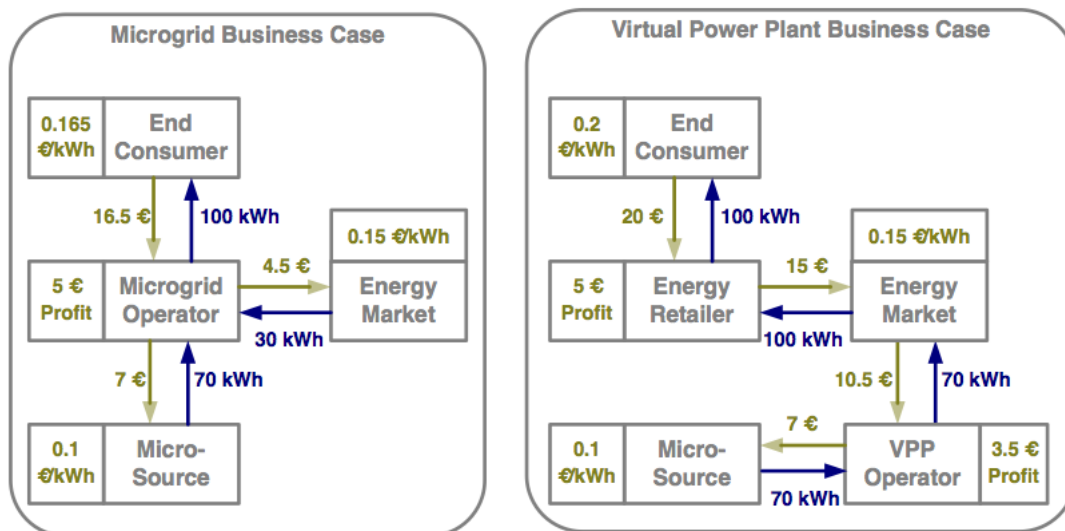 Microgrid Business Case
0.165
€/kWh
End
Consumer
16.5 €
100 kWh
0.15 €/kWh
5 €
Profit
Microgrid
Operator
4.5 €
30 kWh
Energy
Market
7 €
70 kWh
0.1
€/kWh
Micro-
Source
Virtual Power Plant Business Case
0.2
€/kWh
End
Consumer
20 €
100 kWh
0.15 €/kWh
5 €
Profit
Energy
Retailer
15 €
100 kWh
Energy
Market
10.5 €
70 kWh
0.1
€/kWh
Micro-
Source
7 €
70 kWh
VPP
Operator
3.5 €
Profit